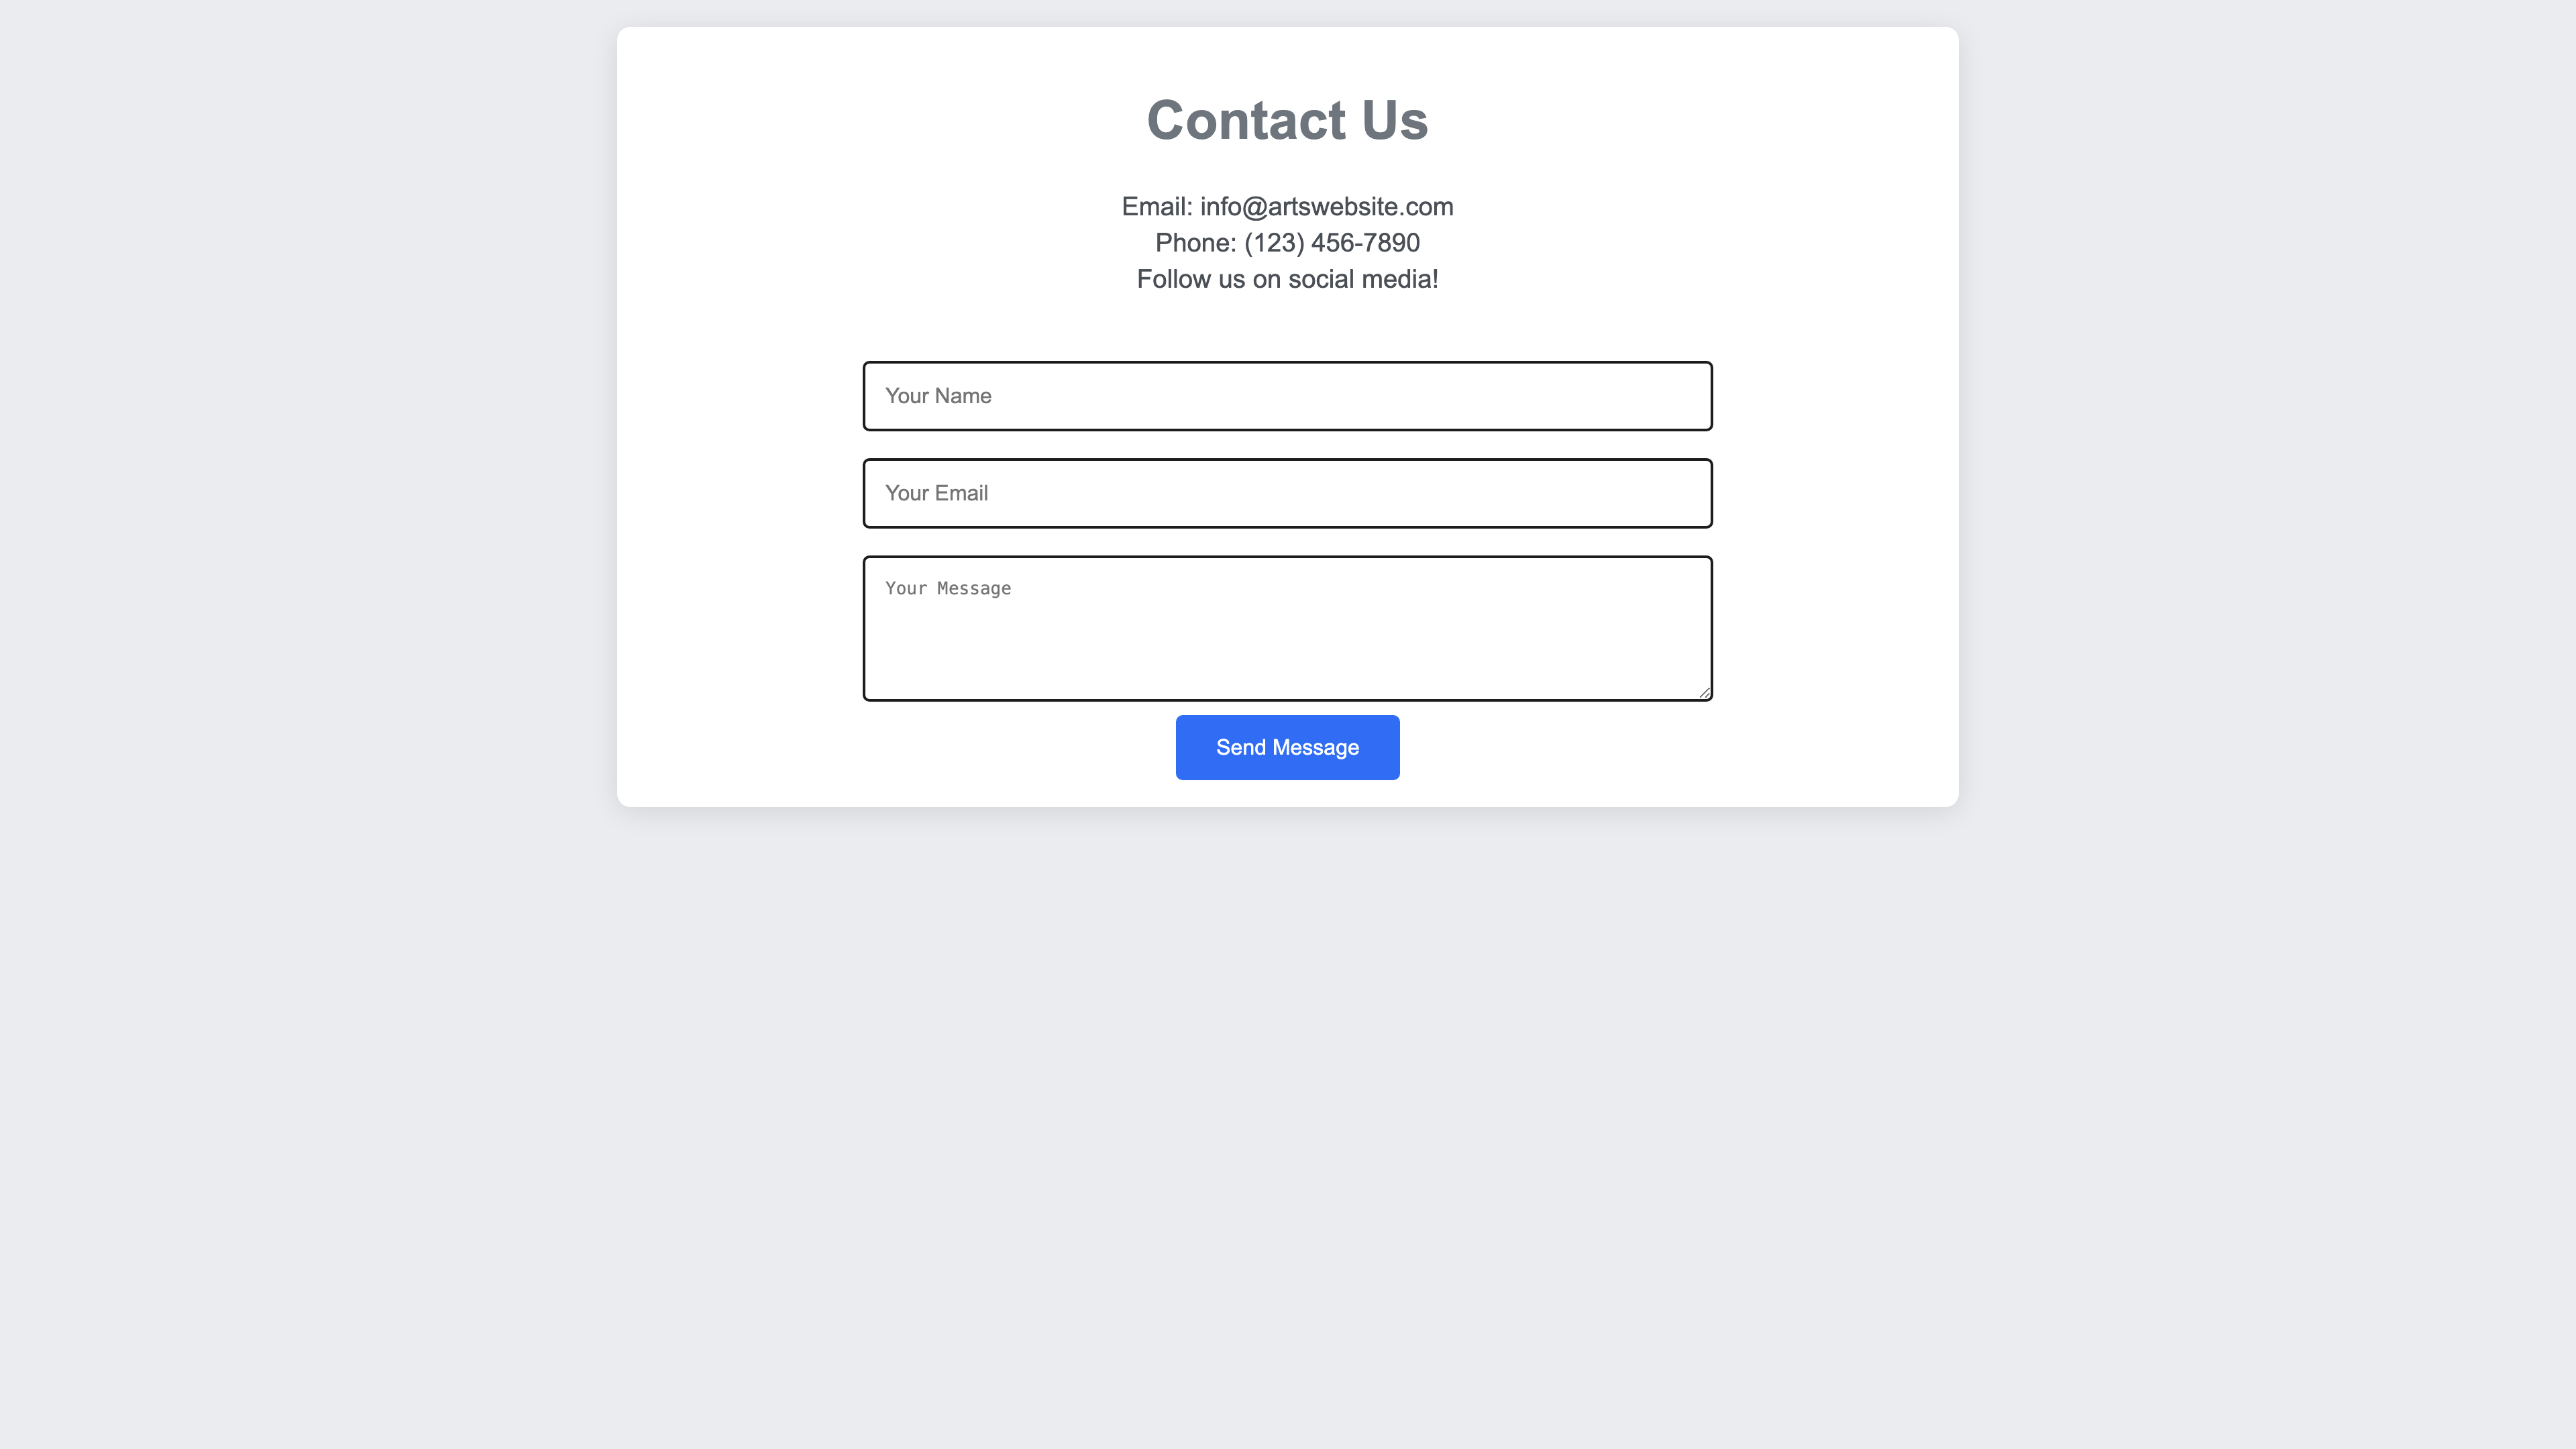 Contact Us
Email: info@artswebsite.com
Phone: (123) 456-7890
Follow us on social media!
Your Name
Your Email
Your Message
Send Message